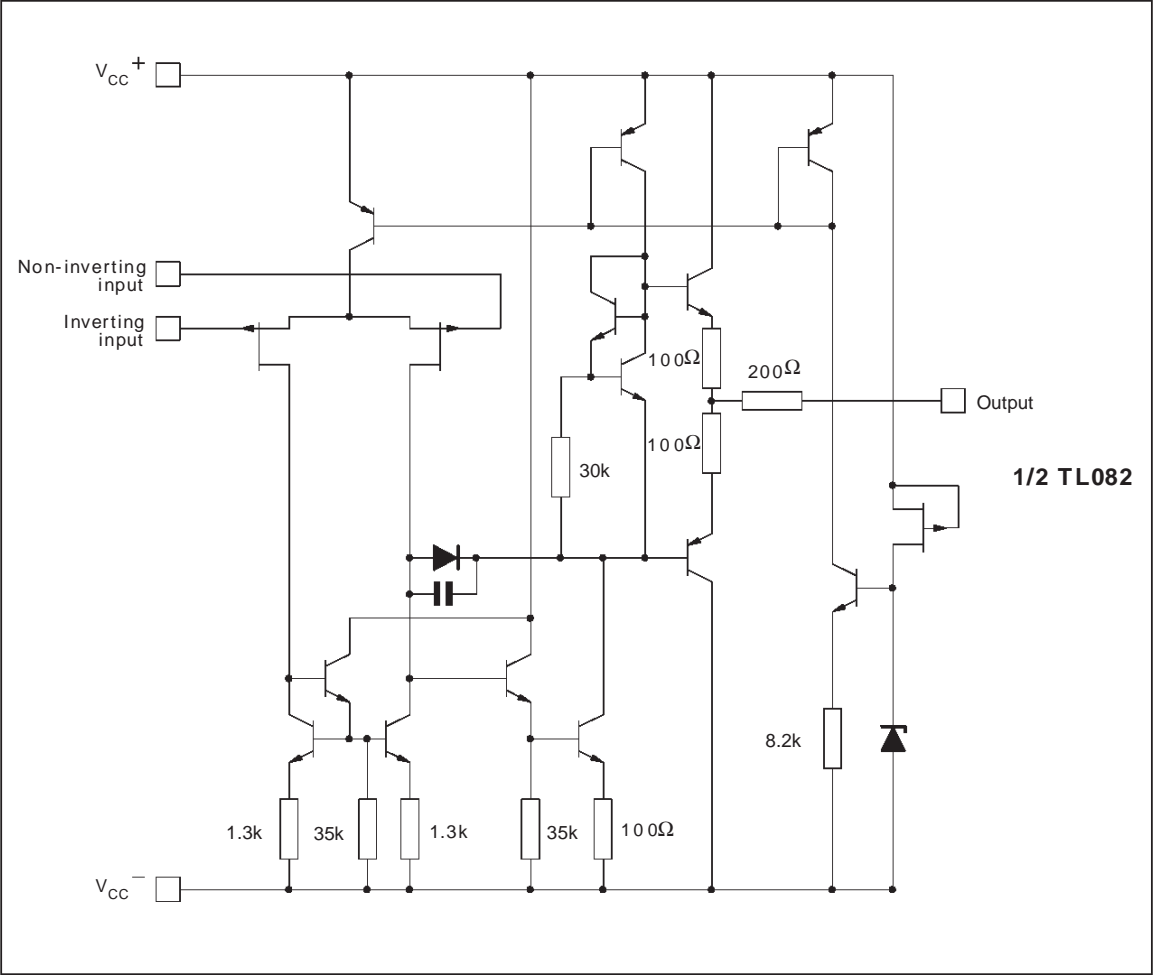 VCC+
Non-inverting
input
Inverting
input
100Ω
200Ω
Output
100Ω
30k
1/2 TL082
8.2k
1.3k
35k
1.3k
35k
100Ω
VCC−